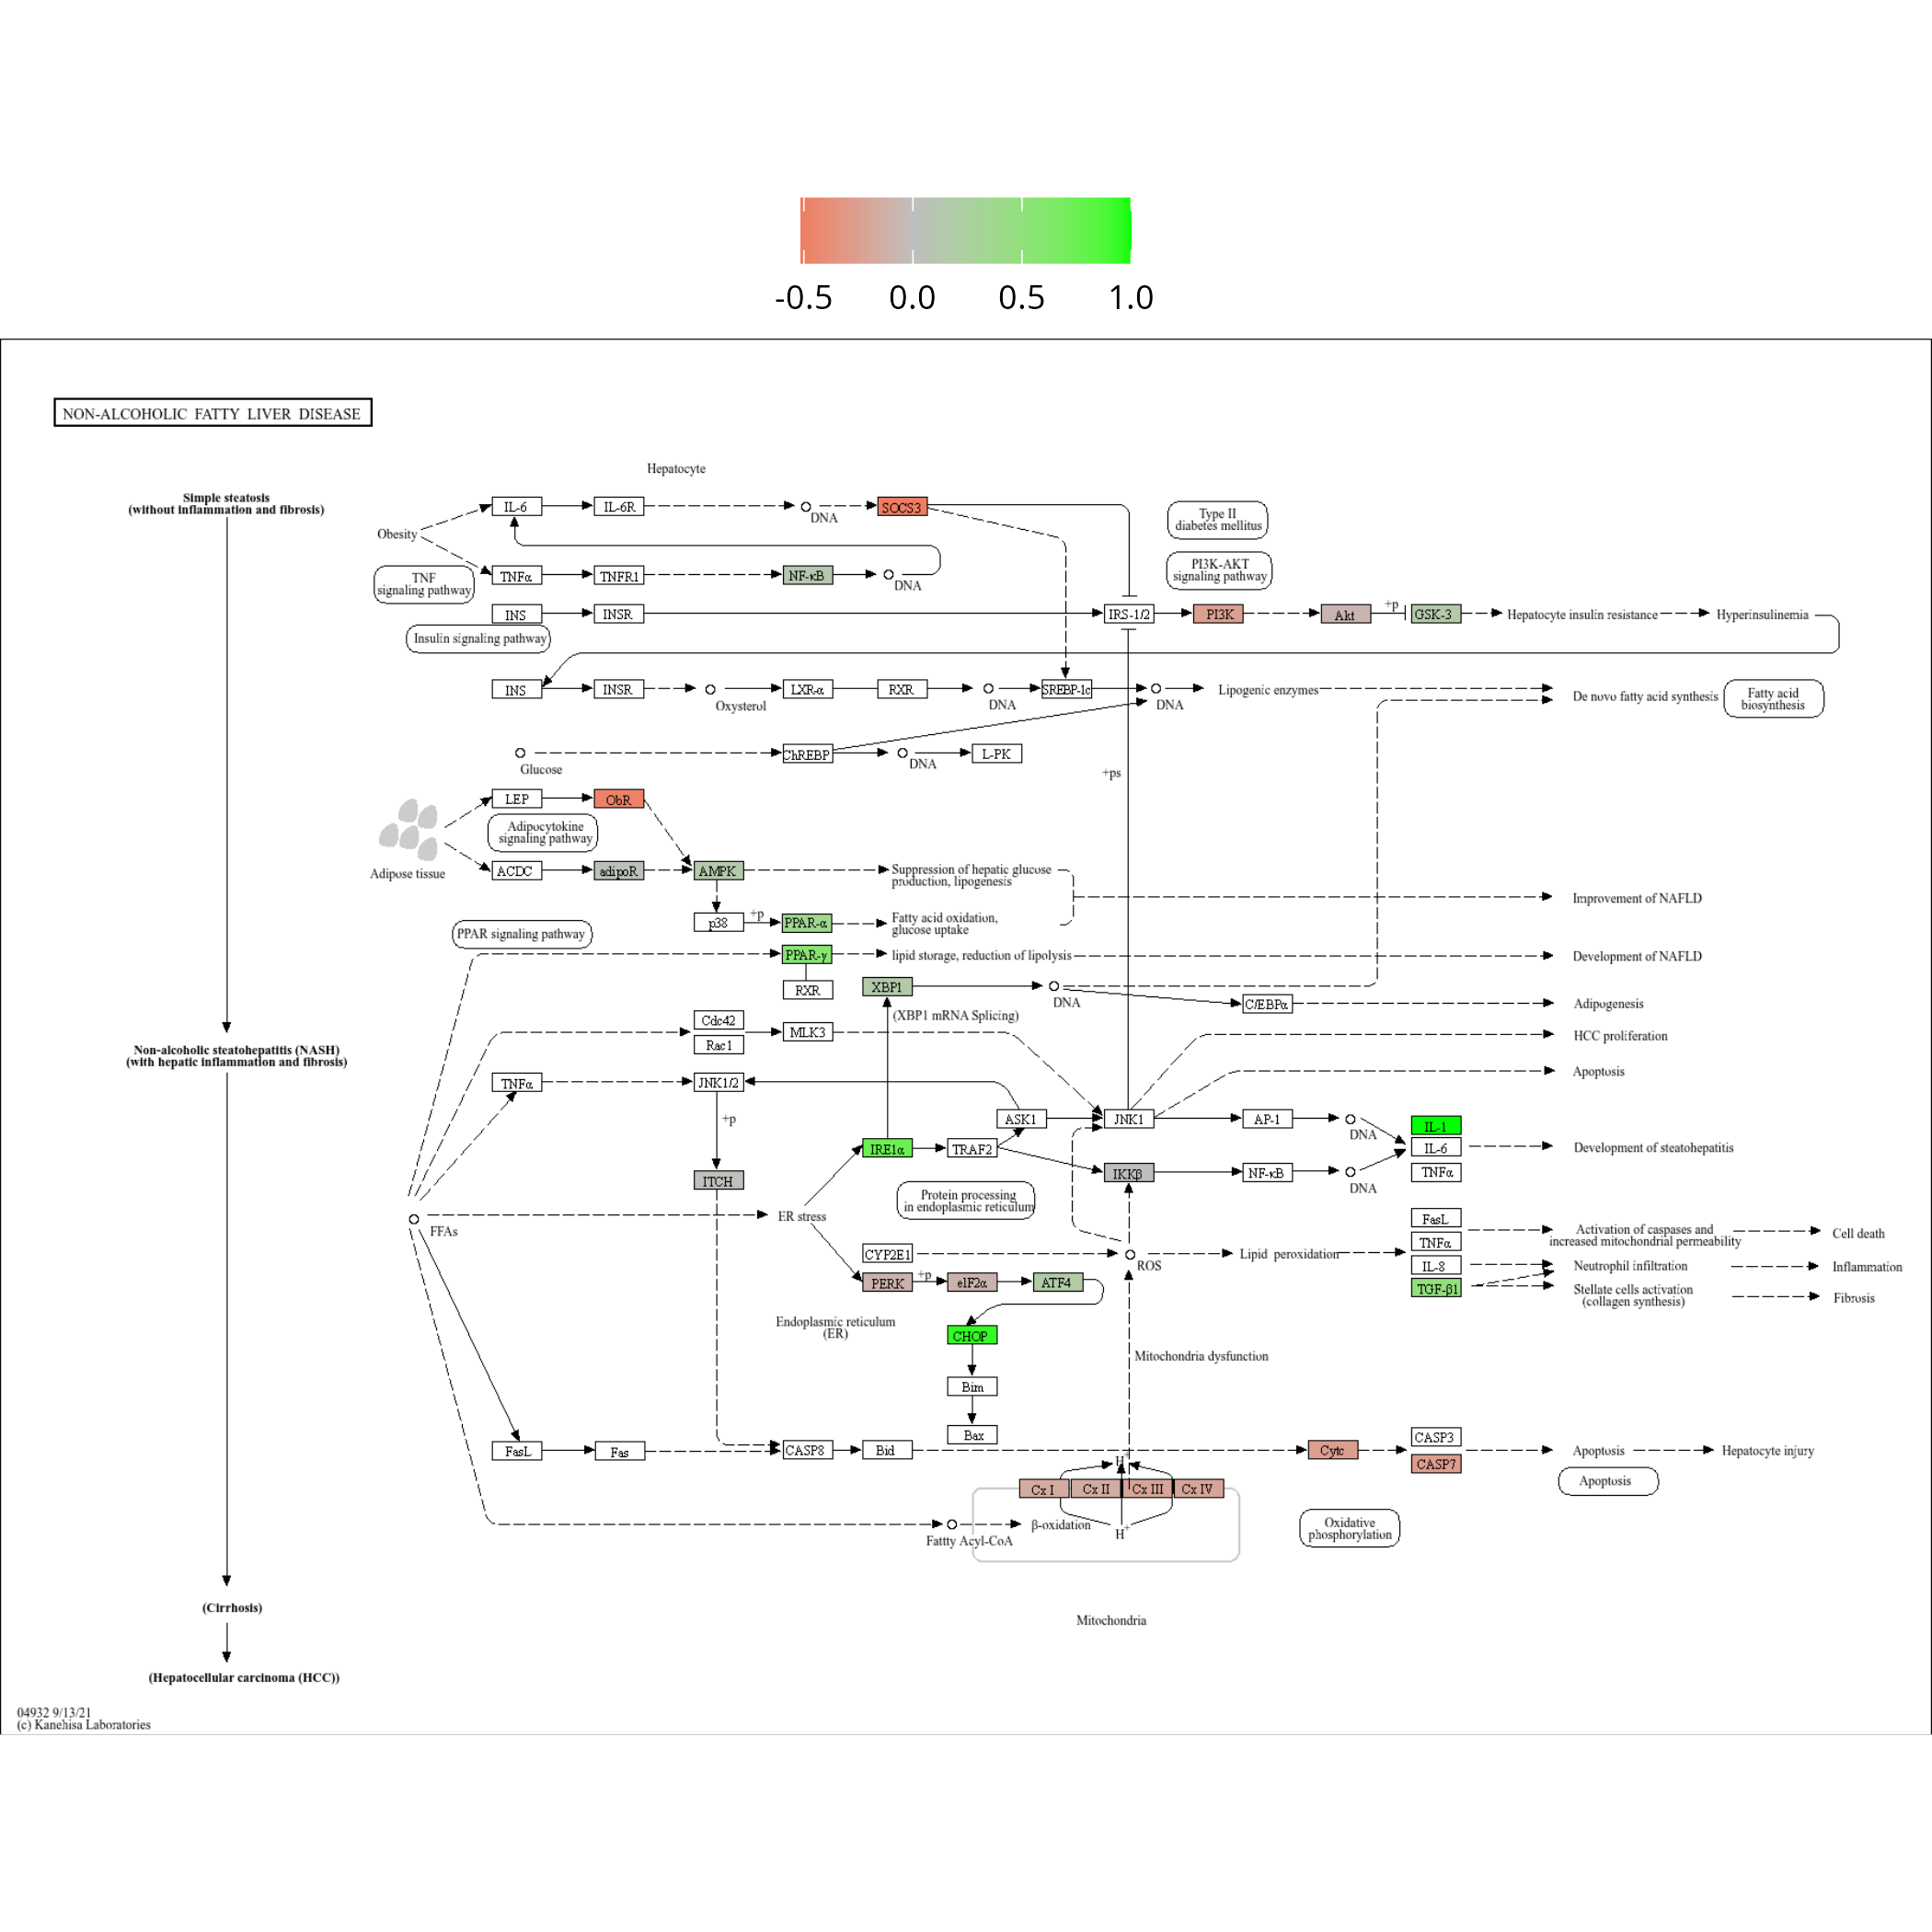 -0.5 0.0 0.5 1.0
NON-ALCOHOLIC FATTY LIVER DISEASE
Hepatocyte
Simple steatosis
(without inflammation and fibrosis)
IL-6 IL-6R DNA SOCS3
Type II
diabetes mellitus
Obesity
PI3K-AKT
signaling pathway
TNF
signaling pathway
TNFα TNFR1 NF-κB DNA
INS INSR IRS-1/2 PI3K Akt +p GSK-3 Hepatocyte insulin resistance Hyperinsulinemia
Insulin signaling pathway
INS INSR Oxysterol LXR-α RXR DNA SREBP-1c DNA Lipogenic enzymes
De novo fatty acid synthesis
Fatty acid
biosynthesis
Glucose ChREBP DNA L-PK
+ps
LEP ObR
Adipocytokine
signaling pathway
Adipose tissue
ACDC adipoR AMPK
Suppression of hepatic glucose
production, lipogenesis
Improvement of NAFLD
p38 +p PPAR-α
Fatty acid oxidation,
glucose uptake
PPAR signaling pathway
PPAR-γ lipid storage, reduction of lipolysis Development of NAFLD
RXR XBP1 DNA
C/EBPα Adipogenesis
(XBP1 mRNA Splicing)
Cdc42
Rac1
MLK3
HCC proliferation
Non-alcoholic steatohepatitis (NASH)
(with hepatic inflammation and fibrosis)
Apoptosis
TNFα JNK1/2
+p
ASK1 JNK1 AP-1 DNA
IL-1
IL-6
TNFα
Development of steatohepatitis
IRE1α TRAF2
IKKβ NF-κB DNA
ITCH
Protein processing
in endoplasmic reticulum
FFAs
ER stress
FasL
TNFα
IL-8
TGF-β1
Activation of caspases and
increased mitochondrial permeability
Cell death
CYP2E1 ROS Lipid peroxidation
Neutrophil infiltration Inflammation
PERK +p eIF2α ATF4
Stellate cells activation
(collagen synthesis)
Fibrosis
Endoplasmic reticulum
(ER)
CHOP
Mitochondria dysfunction
Bim
Bax
FasL Fas CASP8 Bid Cytc
CASP3
CASP7
Apoptosis Hepatocyte injury
Apoptosis
H+
Cx I Cx II Cx III Cx IV
Fattty Acyl-CoA
β-oxidation
H+
Oxidative
phosphorylation
(Cirrhosis)
Mitochondria
(Hepatocellular carcinoma (HCC))
04932 9/13/21
(c) Kanehisa Laboratories